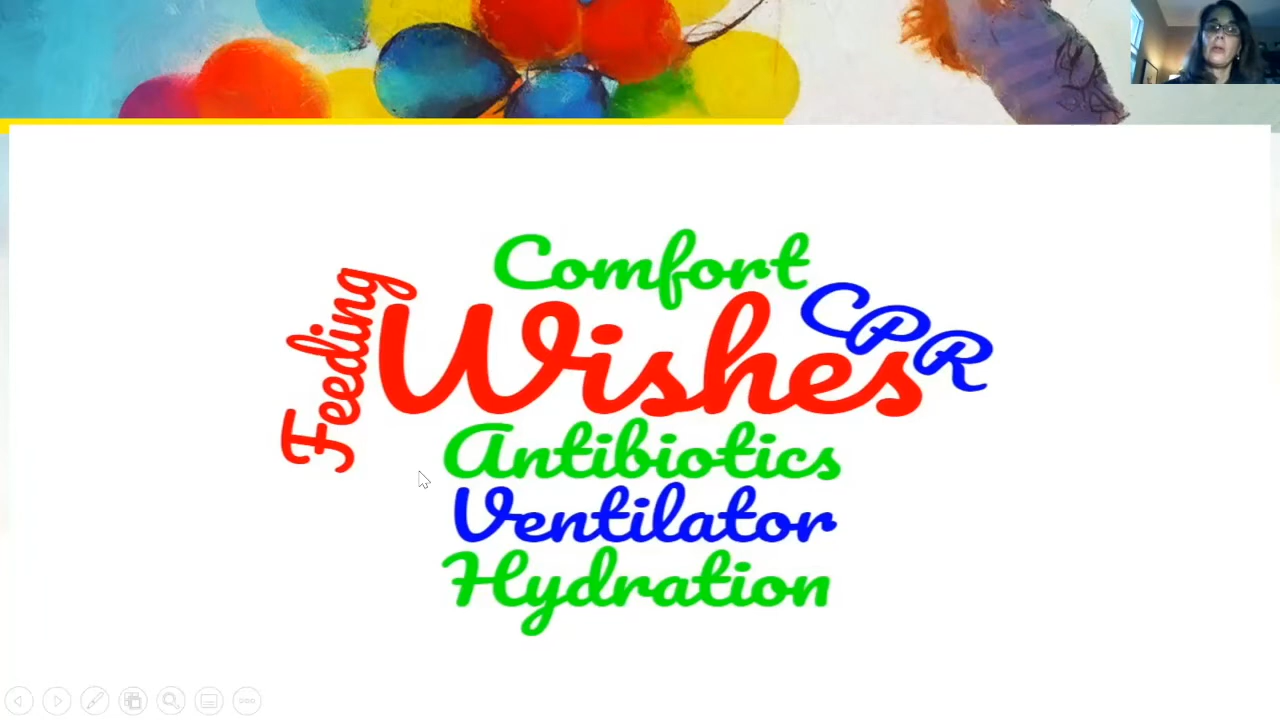 Comfort
Feeding
Wishes
CPR
Antibiotics
Ventilator
Hydration